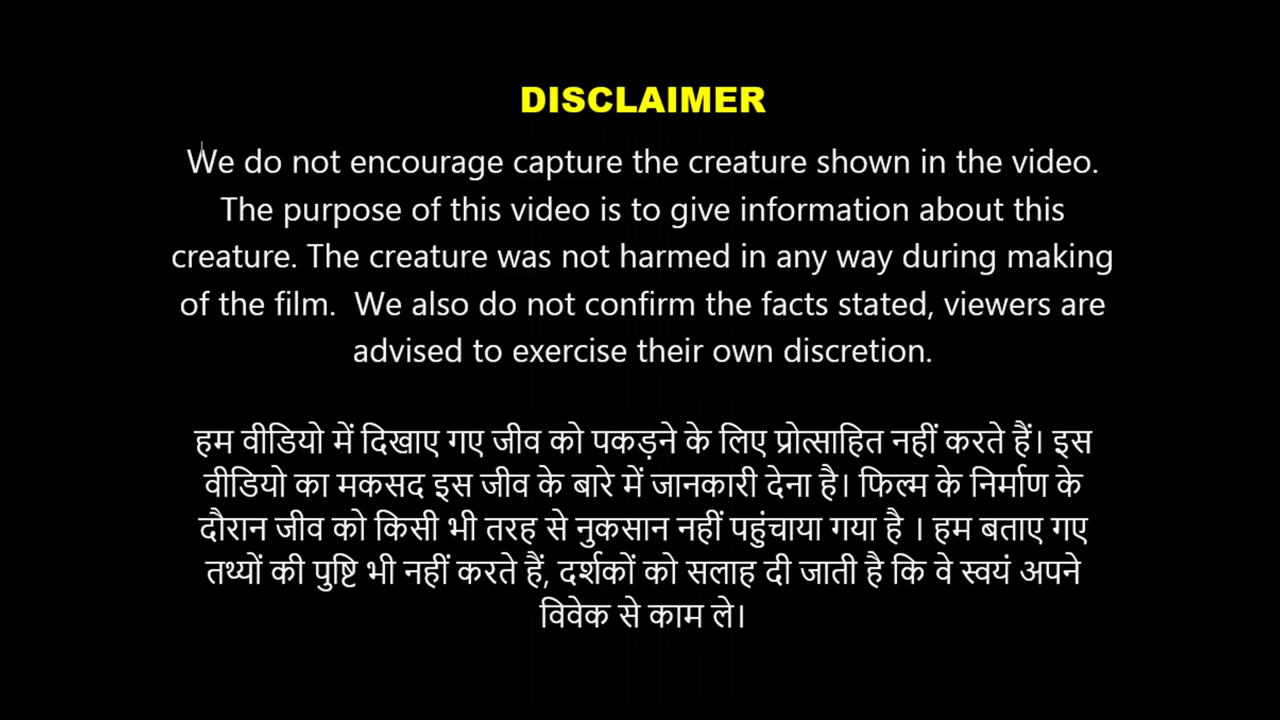 DISCLAIMER
We do not encourage capture the creature shown in the video.
The purpose of this video is to give information about this
creature. The creature was not harmed in any way during making
of the film.  We also do not confirm the facts stated, viewers are
advised to exercise their own discretion.
हम वीडियो में दिखाए गए जीव को पकड़ने के लिए प्रोत्साहित नहीं करते हैं। इस
वीडियो का मकसद इस जीव के बारे में जानकारी देना है। फिल्म के निर्माण के
दौरान जीव को किसी भी तरह से नुकसान नहीं पहुंचाया गया है । हम बताए गए
तथ्यों की पुष्टि भी नहीं करते हैं, दर्शकों को सलाह दी जाती है कि वे स्वयं अपने
विवेक से काम ले।